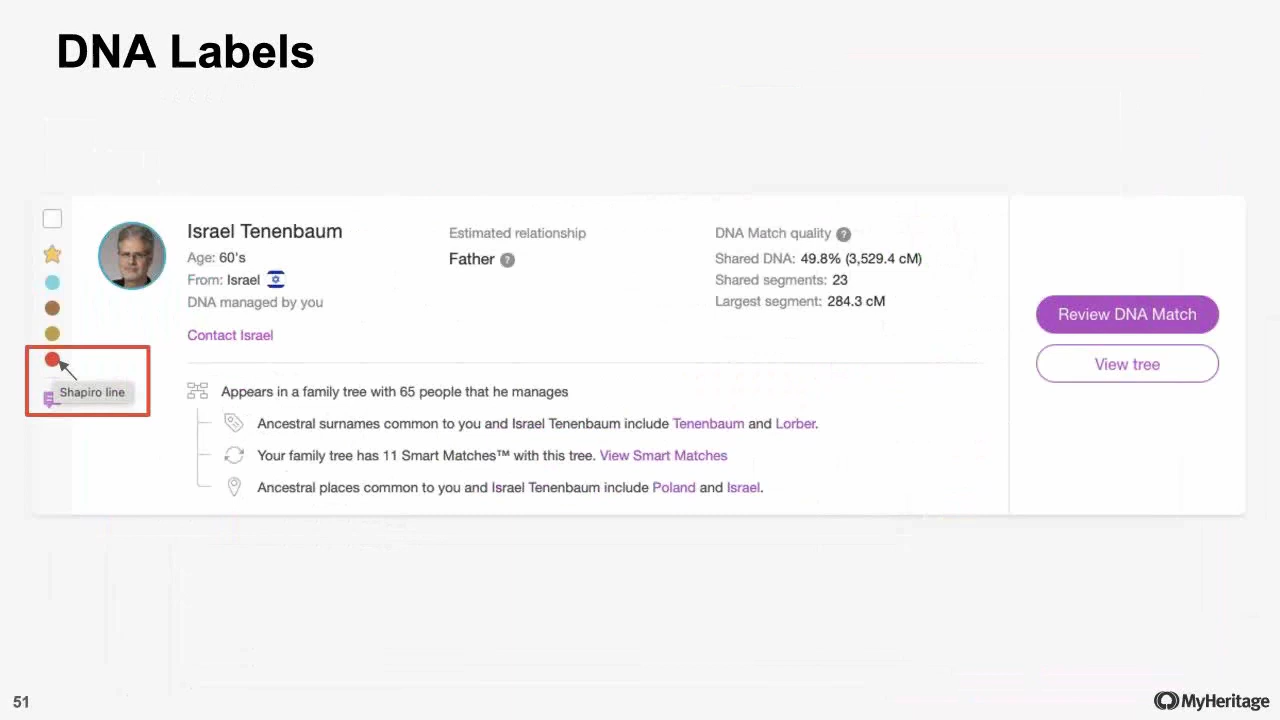 DNA Labels
Israel Tenenbaum
Age: 60's
From: Israel
DNA managed by you
Contact Israel
Estimated relationship
Father ?
DNA Match quality ?
Shared DNA: 49.8% (3,529.4 cM)
Shared segments: 23
Largest segment: 284.3 cM
Review DNA Match
View tree
Shapiro line
Appears in a family tree with 65 people that he manages
Ancestral surnames common to you and Israel Tenenbaum include Tenenbaum and Lorber.
Your family tree has 11 Smart Matches™ with this tree. View Smart Matches
Ancestral places common to you and Israel Tenenbaum include Poland and Israel.
51
MyHeritage